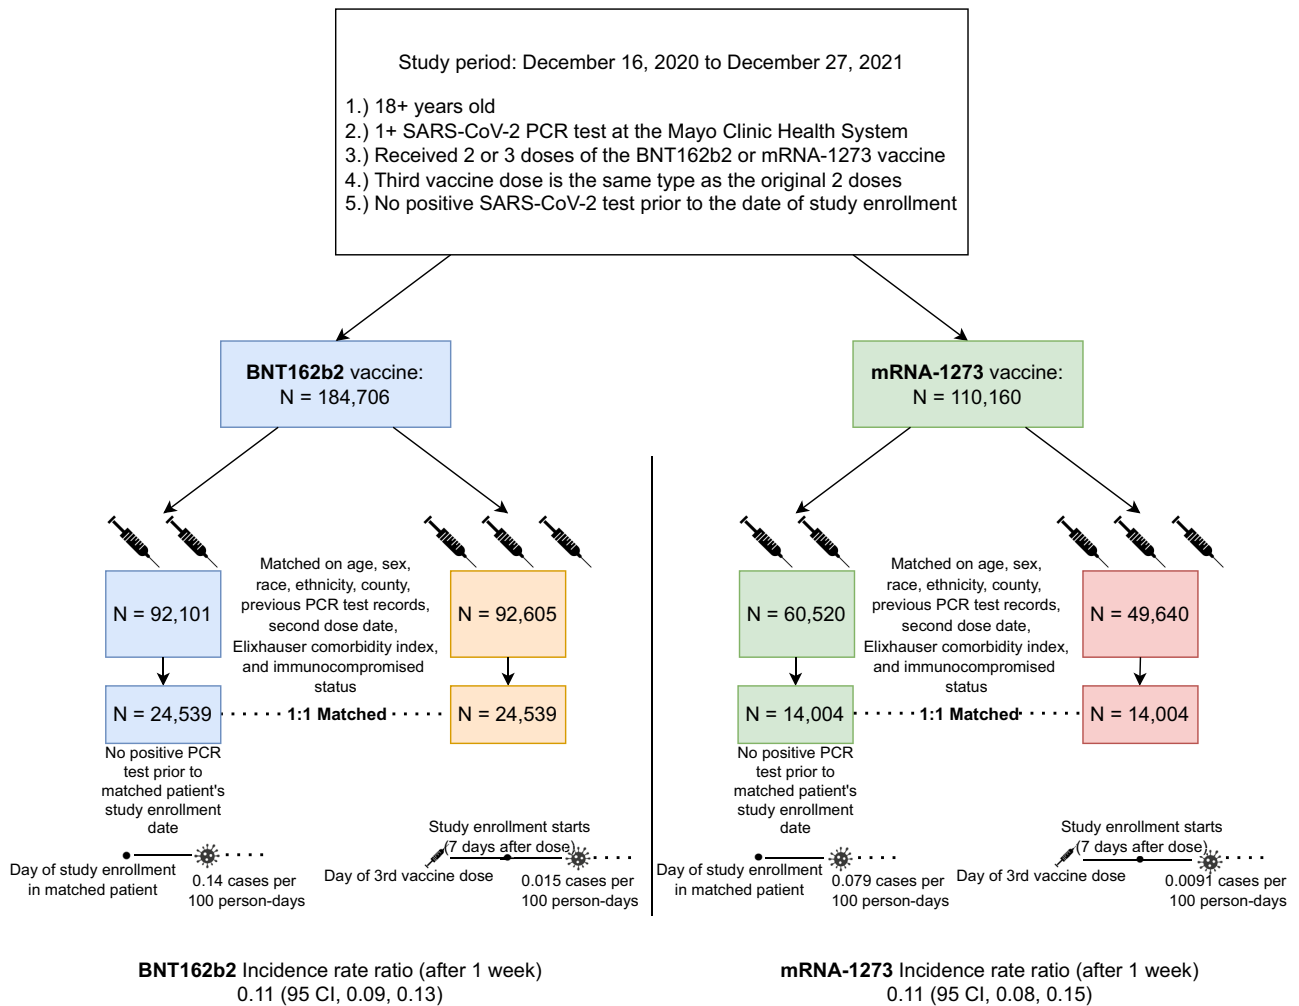 Study period: December 16, 2020 to December 27, 2021
1.) 18+ years old
2.) 1+ SARS-CoV-2 PCR test at the Mayo Clinic Health System
3.) Received 2 or 3 doses of the BNT162b2 or mRNA-1273 vaccine
4.) Third vaccine dose is the same type as the original 2 doses
5.) No positive SARS-CoV-2 test prior to the date of study enrollment
BNT162b2 vaccine:
N = 184,706
mRNA-1273 vaccine:
N = 110,160
N = 92,101
Matched on age, sex,
race, ethnicity, county,
previous PCR test records,
second dose date,
Elixhauser comorbidity index,
and immunocompromised
status
N = 92,605
N = 24,539
1:1 Matched
N = 24,539
No positive PCR
test prior to
matched patient's
study enrollment
date
Day of study enrollment
in matched patient
0.14 cases per
100 person-days
Study enrollment starts
(7 days after dose)
Day of 3rd vaccine dose
0.015 cases per
100 person-days
N = 60,520
Matched on age, sex,
race, ethnicity, county,
previous PCR test records,
second dose date,
Elixhauser comorbidity index,
and immunocompromised
status
N = 49,640
N = 14,004
1:1 Matched
N = 14,004
No positive PCR
test prior to
matched patient's
study enrollment
date
Day of study enrollment
in matched patient
0.079 cases per
100 person-days
Study enrollment starts
(7 days after dose)
Day of 3rd vaccine dose
0.0091 cases per
100 person-days
BNT162b2 Incidence rate ratio (after 1 week)
0.11 (95 CI, 0.09, 0.13)
mRNA-1273 Incidence rate ratio (after 1 week)
0.11 (95 CI, 0.08, 0.15)